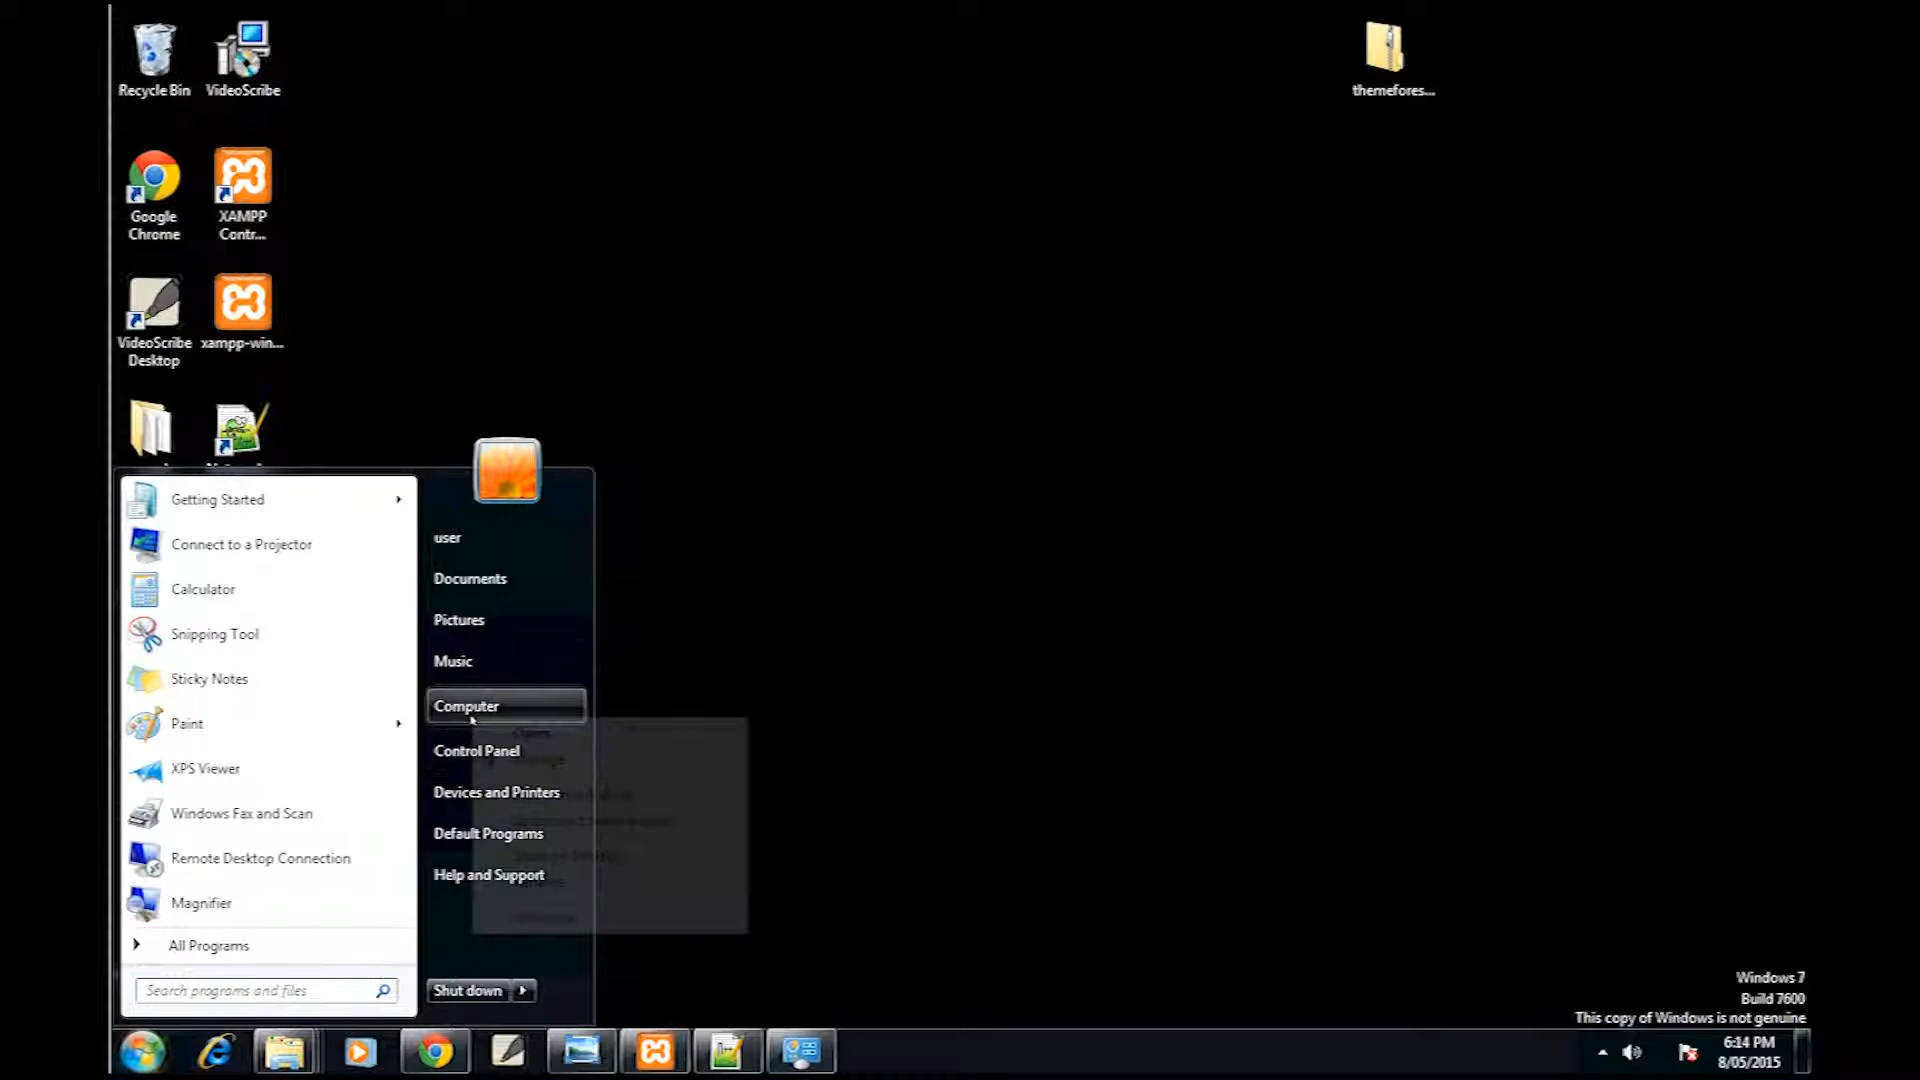 Recycle Bin
VideoScribe
themefores...
Google
Chrome
XAMPP
Contr...
VideoScribe
Desktop
xampp-win...
Getting Started
Connect to a Projector
Calculator
Snipping Tool
Sticky Notes
Paint
XPS Viewer
Windows Fax and Scan
Remote Desktop Connection
Magnifier
All Programs
Search programs and files
user
Documents
Pictures
Music
Computer
Open
Control Panel
Devices and Printers
Default Programs
Help and Support
Shut down
Windows 7
Build 7600
This copy of Windows is not genuine
6:14 PM
8/05/2015